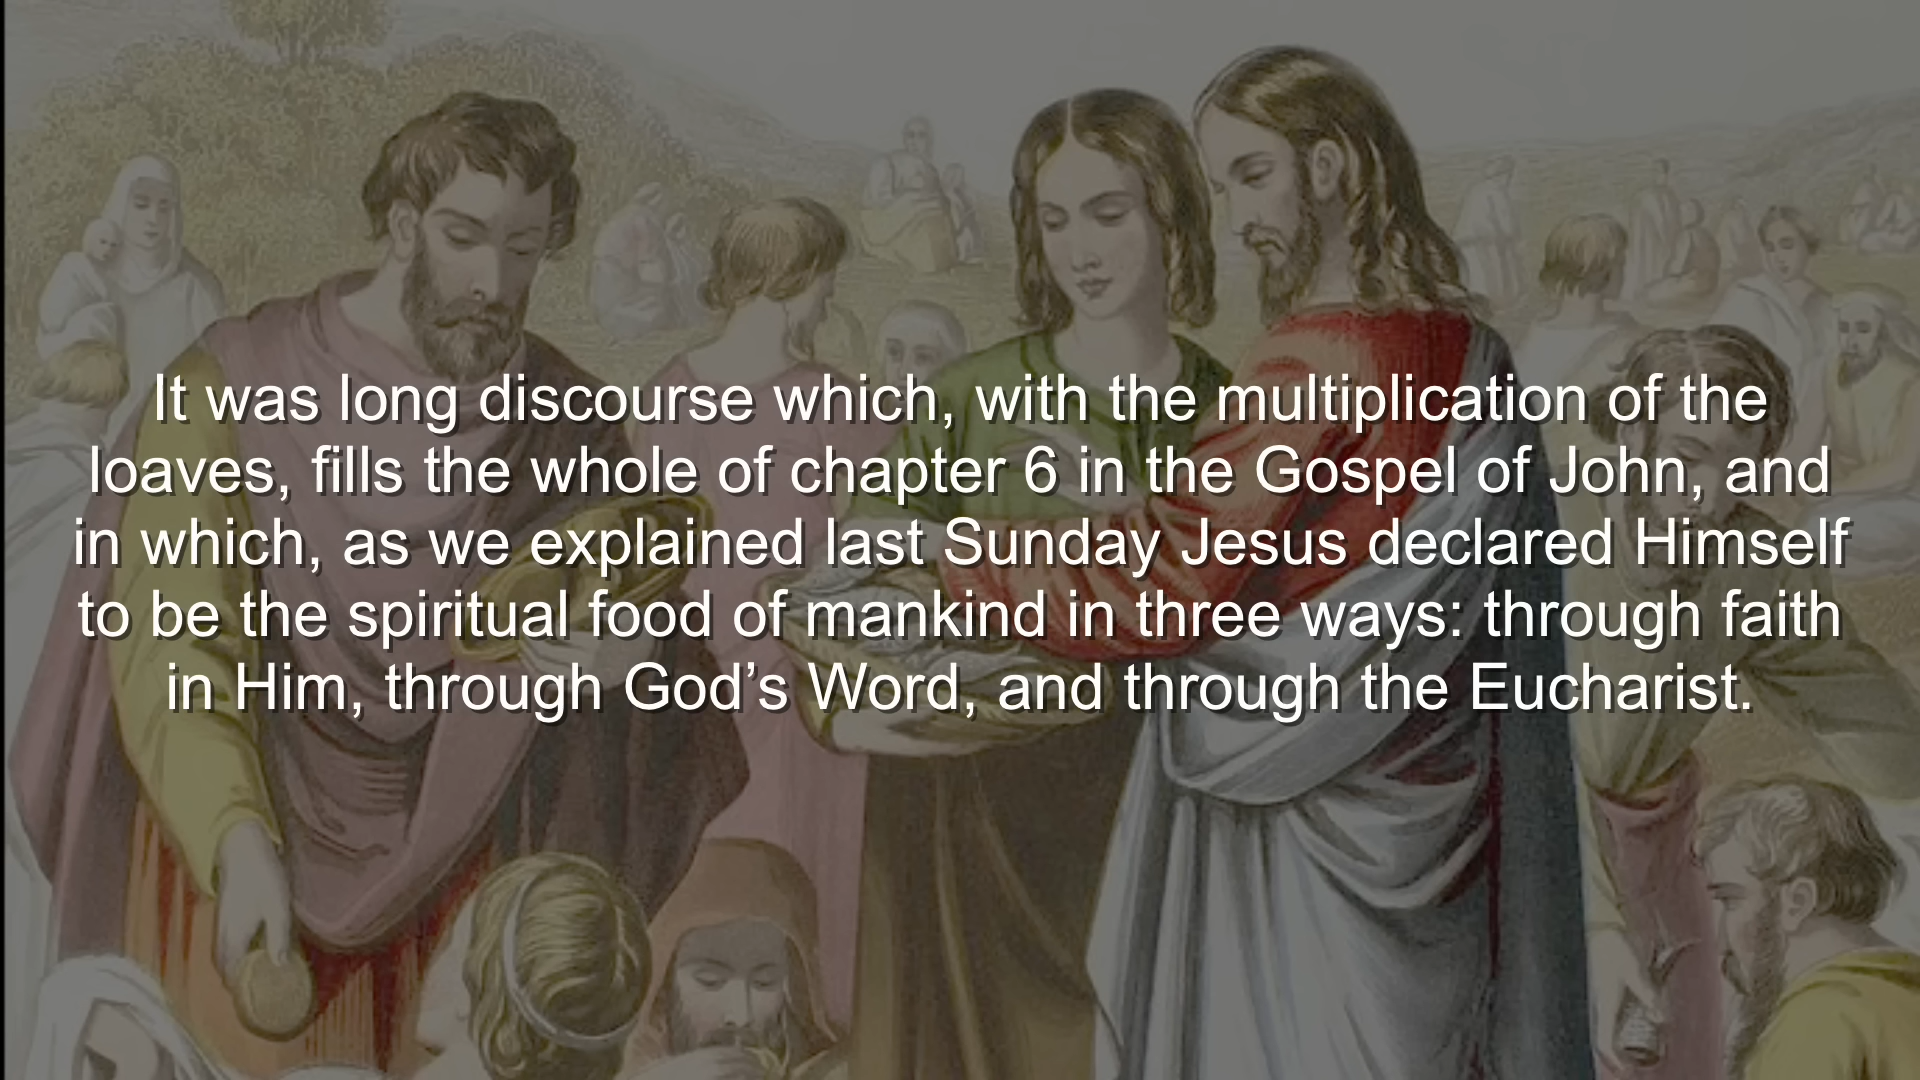 It was long discourse which, with the multiplication of the
loaves, fills the whole of chapter 6 in the Gospel of John, and
in which, as we explained last Sunday Jesus declared Himself
to be the spiritual food of mankind in three ways: through faith
in Him, through God’s Word, and through the Eucharist.